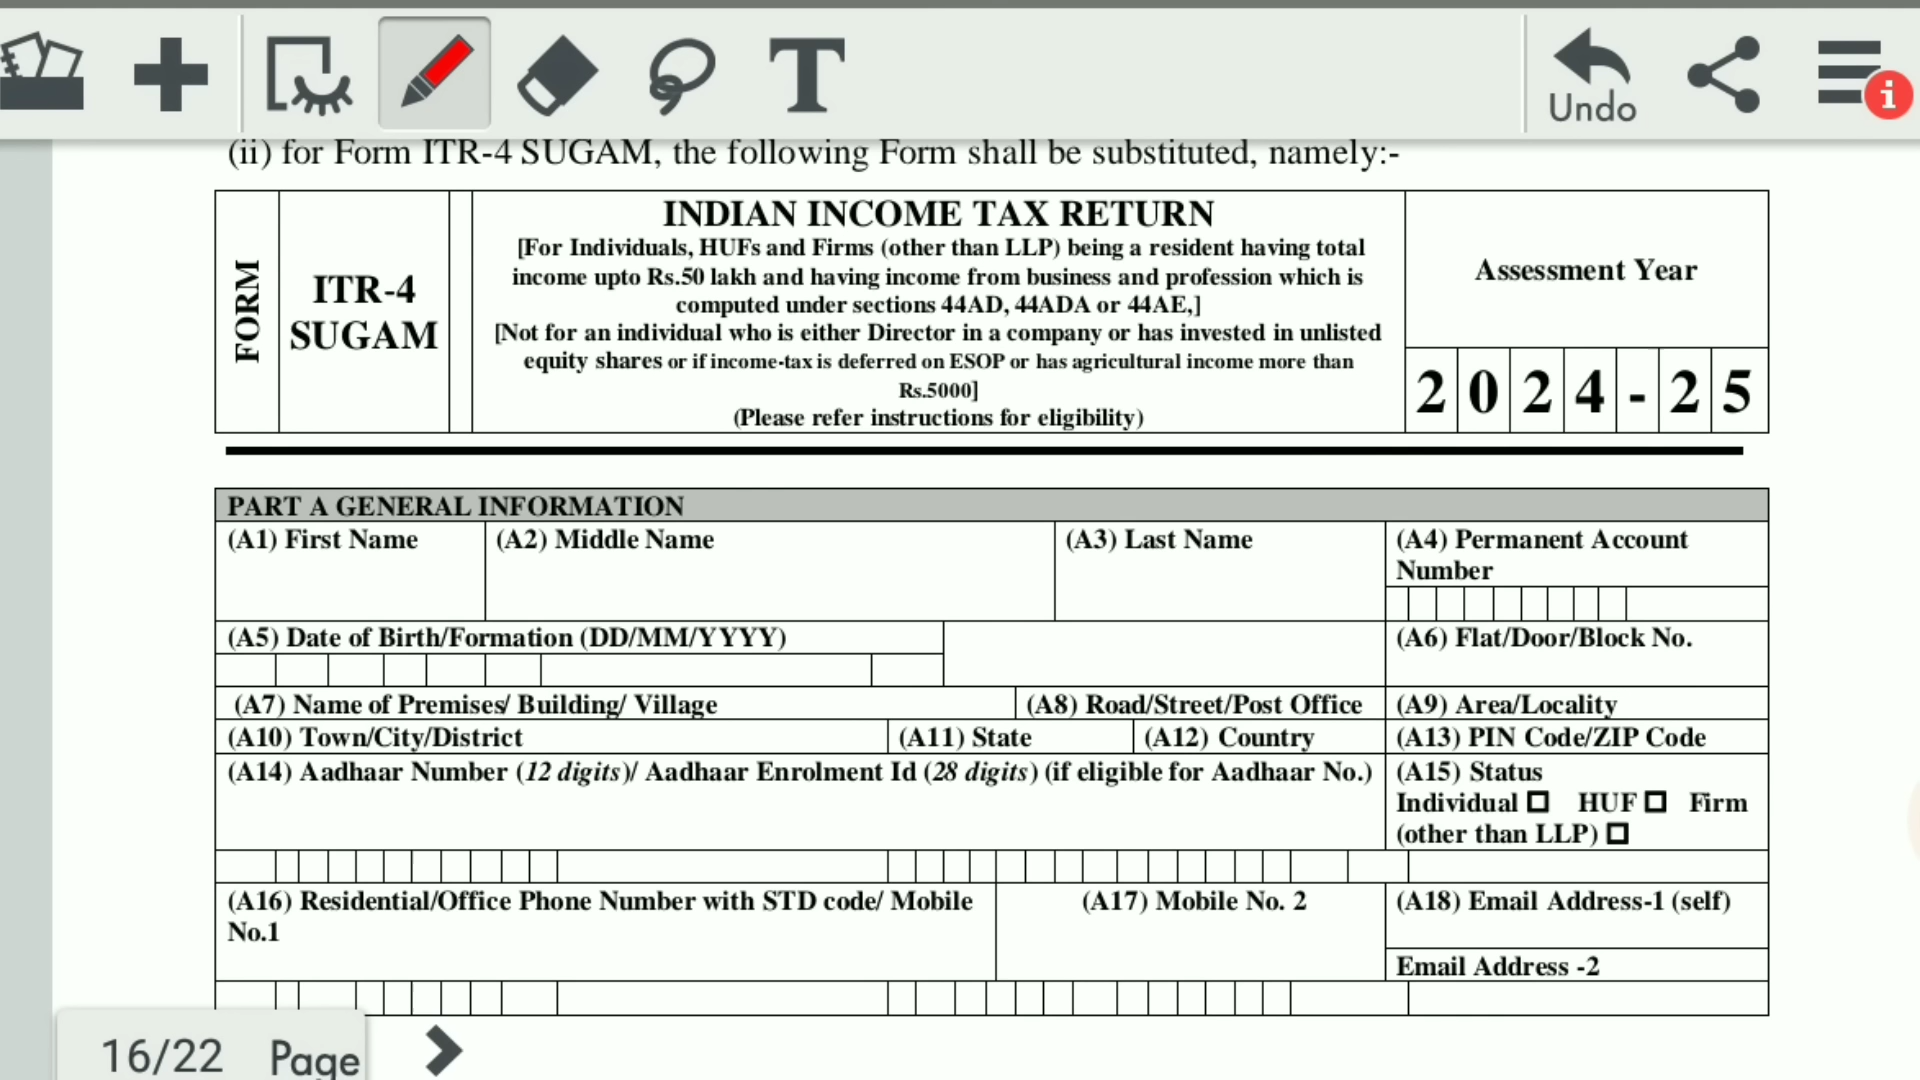 T
Undo
i
(ii) for Form ITR-4 SUGAM, the following Form shall be substituted, namely:-
FORM
ITR-4
SUGAM
INDIAN INCOME TAX RETURN
[For Individuals, HUFs and Firms (other than LLP) being a resident having total
income upto Rs.50 lakh and having income from business and profession which is
computed under sections 44AD, 44ADA or 44AE,]
[Not for an individual who is either Director in a company or has invested in unlisted
equity shares or if income-tax is deferred on ESOP or has agricultural income more than
Rs.5000]
(Please refer instructions for eligibility)
Assessment Year
2 0 2 4 - 2 5
PART A GENERAL INFORMATION
(A1) First Name
(A2) Middle Name
(A3) Last Name
(A4) Permanent Account
Number
(A5) Date of Birth/Formation (DD/MM/YYYY)
(A6) Flat/Door/Block No.
(A7) Name of Premises/ Building/ Village
(A8) Road/Street/Post Office
(A9) Area/Locality
(A10) Town/City/District
(A11) State
(A12) Country
(A13) PIN Code/ZIP Code
(A14) Aadhaar Number (12 digits)/ Aadhaar Enrolment Id (28 digits) (if eligible for Aadhaar No.)
(A15) Status
Individual HUF Firm
(other than LLP)
(A16) Residential/Office Phone Number with STD code/ Mobile
No.1
(A17) Mobile No. 2
(A18) Email Address-1 (self)
Email Address -2
16/22 Page